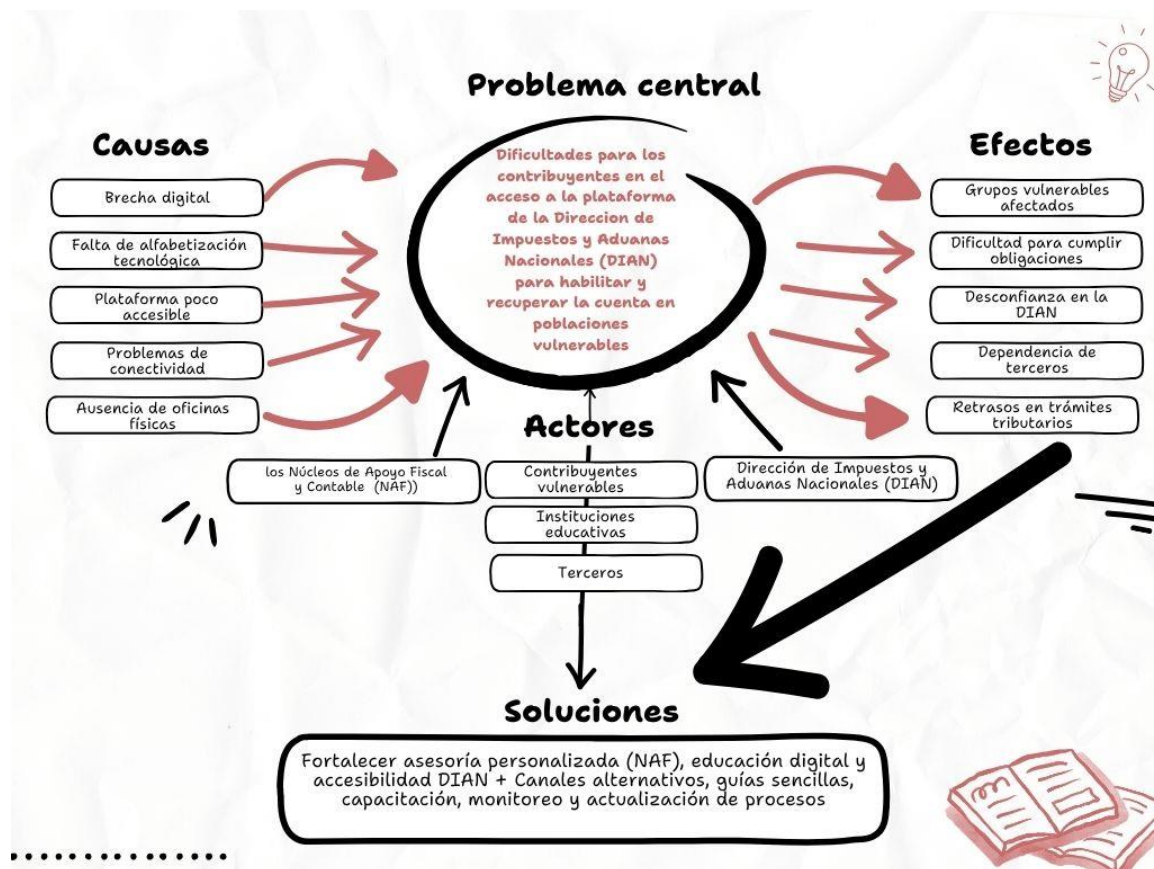 Problema central
Causas
Brecha digital
Falta de alfabetización
tecnológica
Plataforma poco
accesible
Problemas de
conectividad
Ausencia de oficinas
físicas
Dificultades para los
contribuyentes en el
acceso a la plataforma
de la Direccion de
Impuestos y Aduanas
Nacionales (DIAN)
para habilitar y
recuperar la cuenta en
poblaciones
vulnerables
Efectos
Grupos vulnerables
afectados
Dificultad para cumplir
obligaciones
Desconfianza en la
DIAN
Dependencia de
terceros
Retrasos en trámites
tributarios
Actores
los Núcleos de Apoyo Fiscal
y Contable (NAF))
Contribuyentes
vulnerables
Instituciones
educativas
Terceros
Dirección de Impuestos y
Aduanas Nacionales (DIAN)
Soluciones
Fortalecer asesoría personalizada (NAF), educación digital y
accesibilidad DIAN + Canales alternativos, guías sencillas,
capacitación, monitoreo y actualización de procesos